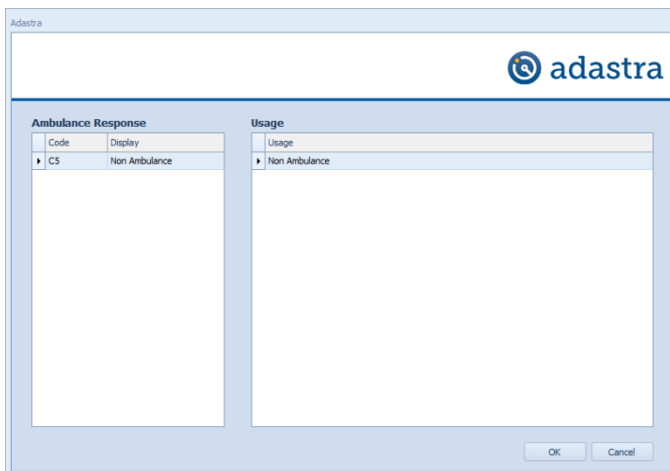 Adastra
adastra
Ambulance Response
Usage
Code Display
Usage
C5 Non Ambulance
Non Ambulance
OK Cancel